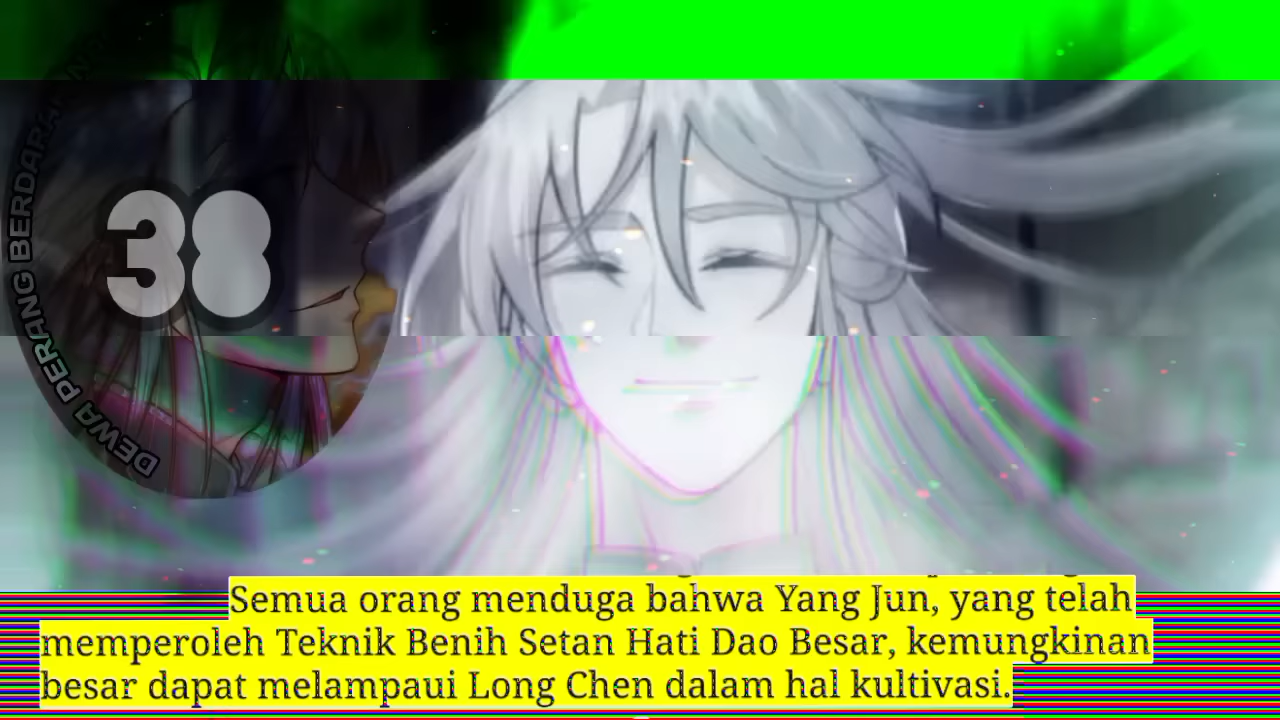 DEWA PERANG BERDARAH
38
Semua orang menduga bahwa Yang Jun, yang telah
memperoleh Teknik Benih Setan Hati Dao Besar, kemungkinan
besar dapat melampaui Long Chen dalam hal kultivasi.